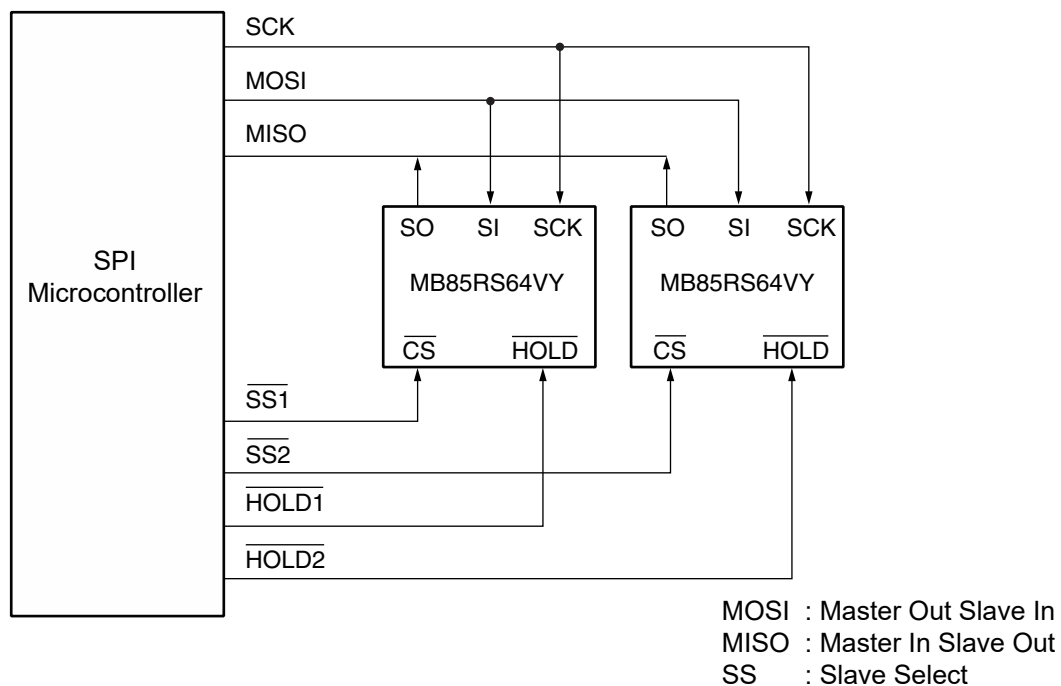 SCK
MOSI
MISO
SPI
Microcontroller
SO SI SCK
MB85RS64VY
CS HOLD
SO SI SCK
MB85RS64VY
CS HOLD
SS1
SS2
HOLD1
HOLD2
MOSI : Master Out Slave In
MISO : Master In Slave Out
SS : Slave Select